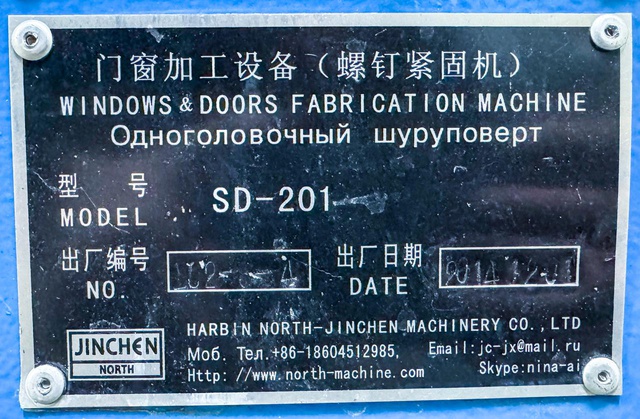 门窗加工设备（螺钉紧固机）
WINDOWS & DOORS FABRICATION MACHINE
Одноголовочный шуруповерт
型 号
MODEL
SD-201
出厂编号
NO.
出厂日期
DATE
JINCHEN
NORTH
HARBIN NORTH-JINCHEN MACHINERY CO.,LTD
Моб. Тел.+86-18604512985, Email:jc-jx@mail.ru
Http: //www.north-machine.com Skype:nina-ai